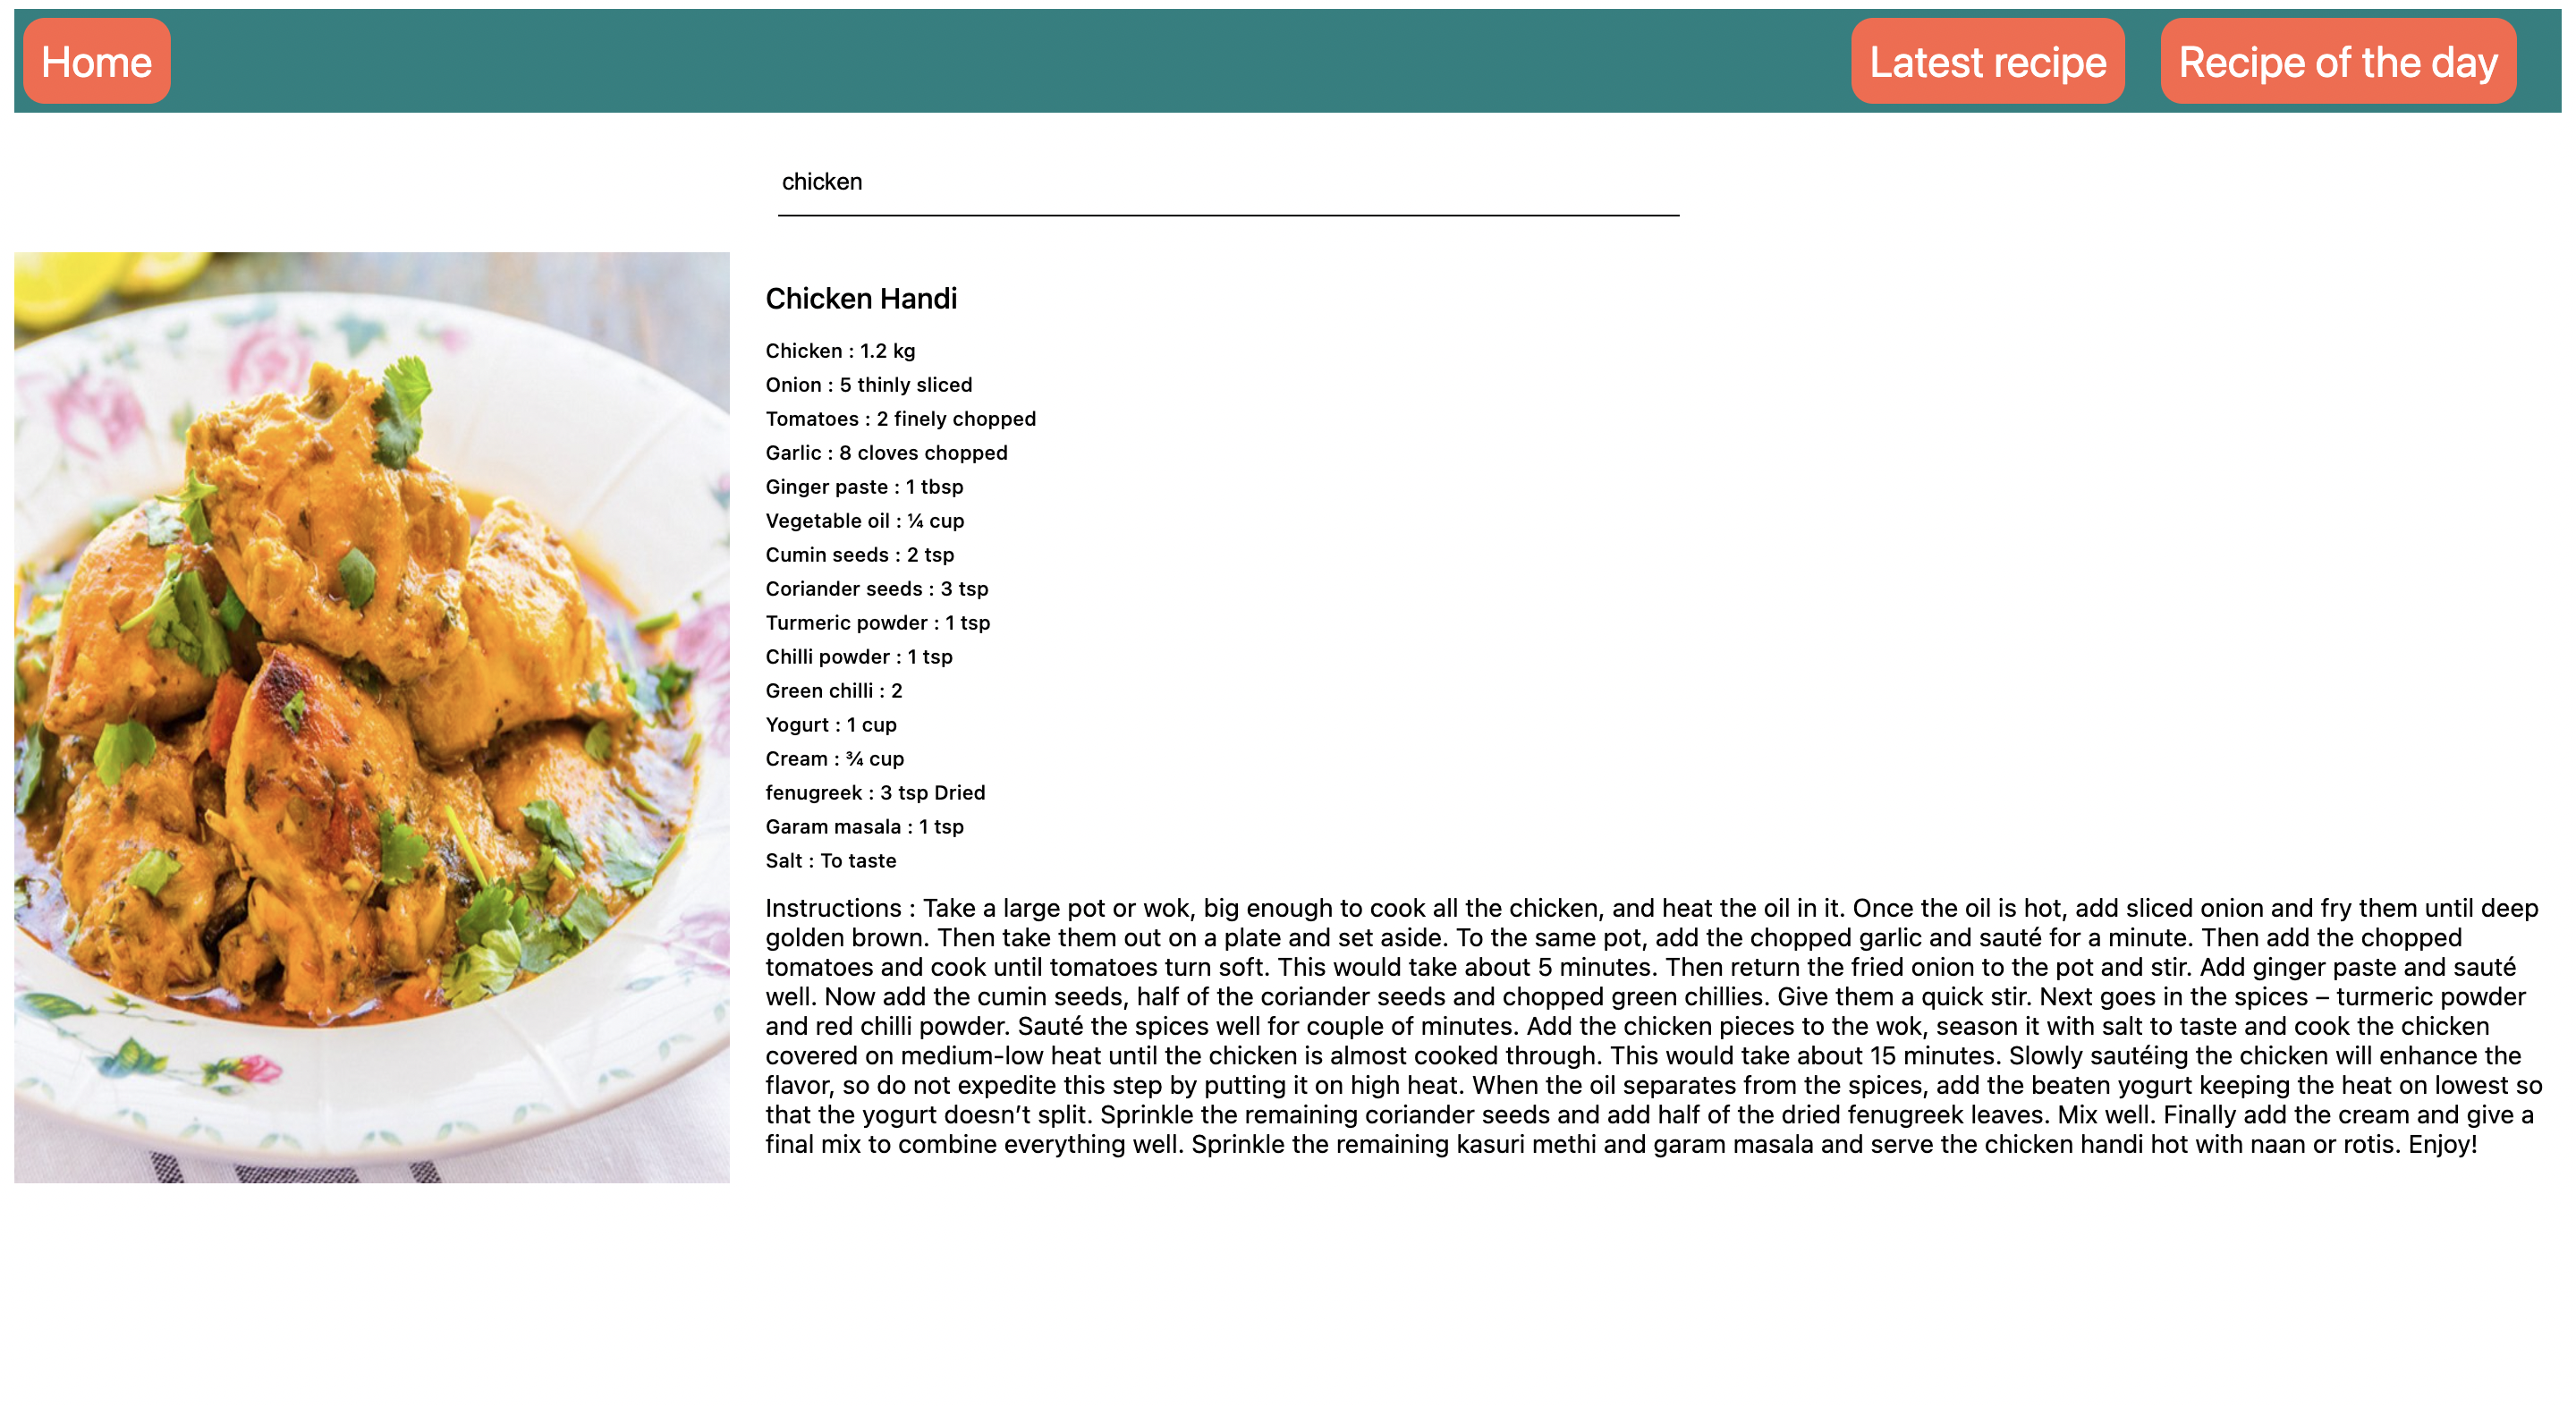 Home
Latest recipe
Recipe of the day
chicken
Chicken Handi
Chicken : 1.2 kg
Onion : 5 thinly sliced
Tomatoes : 2 finely chopped
Garlic : 8 cloves chopped
Ginger paste : 1 tbsp
Vegetable oil : ¼ cup
Cumin seeds : 2 tsp
Coriander seeds : 3 tsp
Turmeric powder : 1 tsp
Chilli powder : 1 tsp
Green chilli : 2
Yogurt : 1 cup
Cream : ¾ cup
fenugreek : 3 tsp Dried
Garam masala : 1 tsp
Salt : To taste
Instructions : Take a large pot or wok, big enough to cook all the chicken, and heat the oil in it. Once the oil is hot, add sliced onion and fry them until deep
golden brown. Then take them out on a plate and set aside. To the same pot, add the chopped garlic and sauté for a minute. Then add the chopped
tomatoes and cook until tomatoes turn soft. This would take about 5 minutes. Then return the fried onion to the pot and stir. Add ginger paste and sauté
well. Now add the cumin seeds, half of the coriander seeds and chopped green chillies. Give them a quick stir. Next goes in the spices – turmeric powder
and red chilli powder. Sauté the spices well for couple of minutes. Add the chicken pieces to the wok, season it with salt to taste and cook the chicken
covered on medium-low heat until the chicken is almost cooked through. This would take about 15 minutes. Slowly sautéing the chicken will enhance the
flavor, so do not expedite this step by putting it on high heat. When the oil separates from the spices, add the beaten yogurt keeping the heat on lowest so
that the yogurt doesn’t split. Sprinkle the remaining coriander seeds and add half of the dried fenugreek leaves. Mix well. Finally add the cream and give a
final mix to combine everything well. Sprinkle the remaining kasuri methi and garam masala and serve the chicken handi hot with naan or rotis. Enjoy!